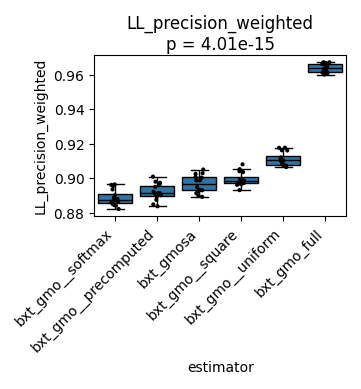 LL_precision_weighted
p = 4.01e-15
LL_precision_weighted
0.96
0.94
0.92
0.90
0.88
bxt_gmo__softmax
bxt_gmo__precomputed
bxt_gmosa
bxt_gmo__square
bxt_gmo__uniform
bxt_gmo_full
estimator